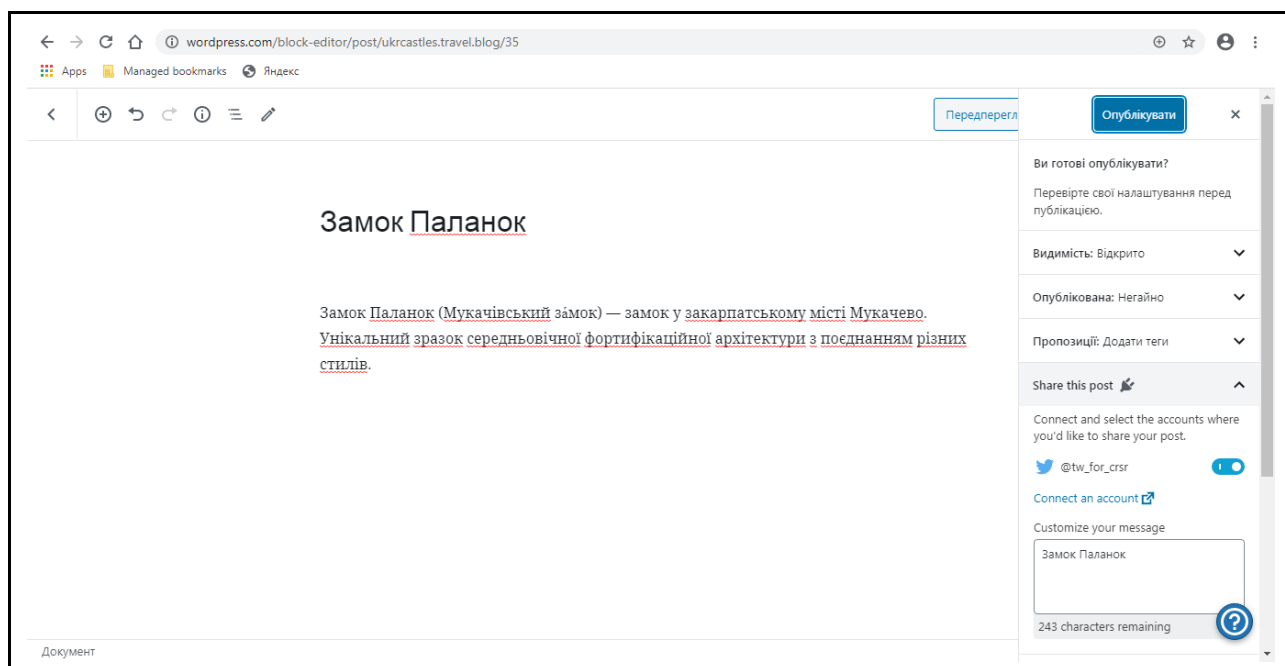 wordpress.com/block-editor/post/ukrcastles.travel.blog/35
Apps Managed bookmarks Яндекс
Передперегл
Опублікувати
Замок Паланок
Замок Паланок (Мукачівський за́мок) — замок у закарпатському місті Мукачево.
Унікальний зразок середньовічної фортифікаційної архітектури з поєднанням різних
стилів.
Документ
Ви готові опублікувати?
Перевірте свої налаштування перед
публікацією.
Видимість: Відкрито
Опублікована: Негайно
Пропозиції: Додати теги
Share this post
Connect and select the accounts where
you'd like to share your post.
@tw_for_crsr
Connect an account
Customize your message
Замок Паланок
243 characters remaining